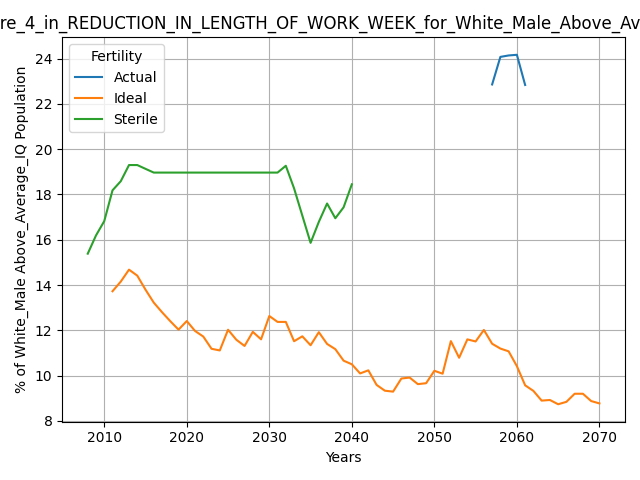 re_4_in_REDUCTION_IN_LENGTH_OF_WORK_WEEK_for_White_Male_Above_Av
Fertility
Actual
Ideal
Sterile
% of White_Male Above_Average_IQ Population
24
22
20
18
16
14
12
10
8
2010 2020 2030 2040 2050 2060 2070
Years